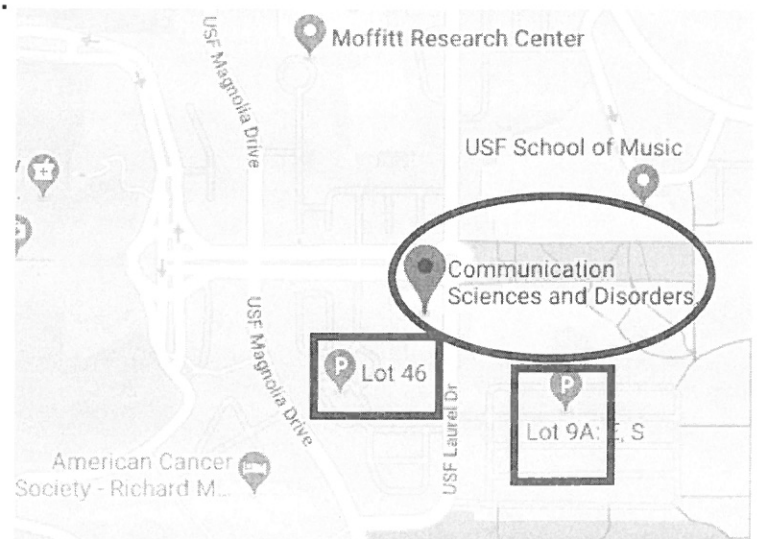 Moffitt Research Center
USF Magnolia Drive
USF School of Music
Communication
Sciences and Disorders
USF Magnolia Drive
P Lot 46
P
Lot 9A: E, S
USF Laurel Dr
American Cancer
Society - Richard M...